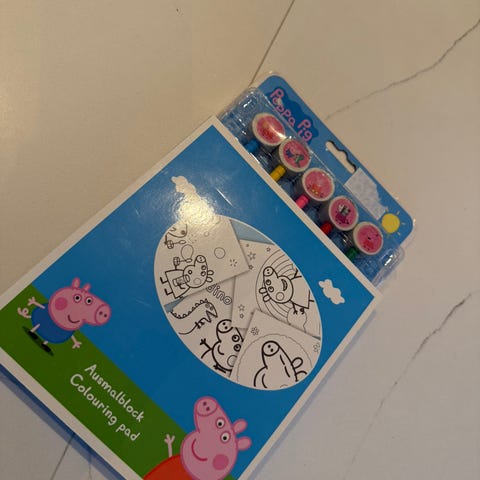 Peppa Pig
Dino
Ausmalblock
Colouring pad